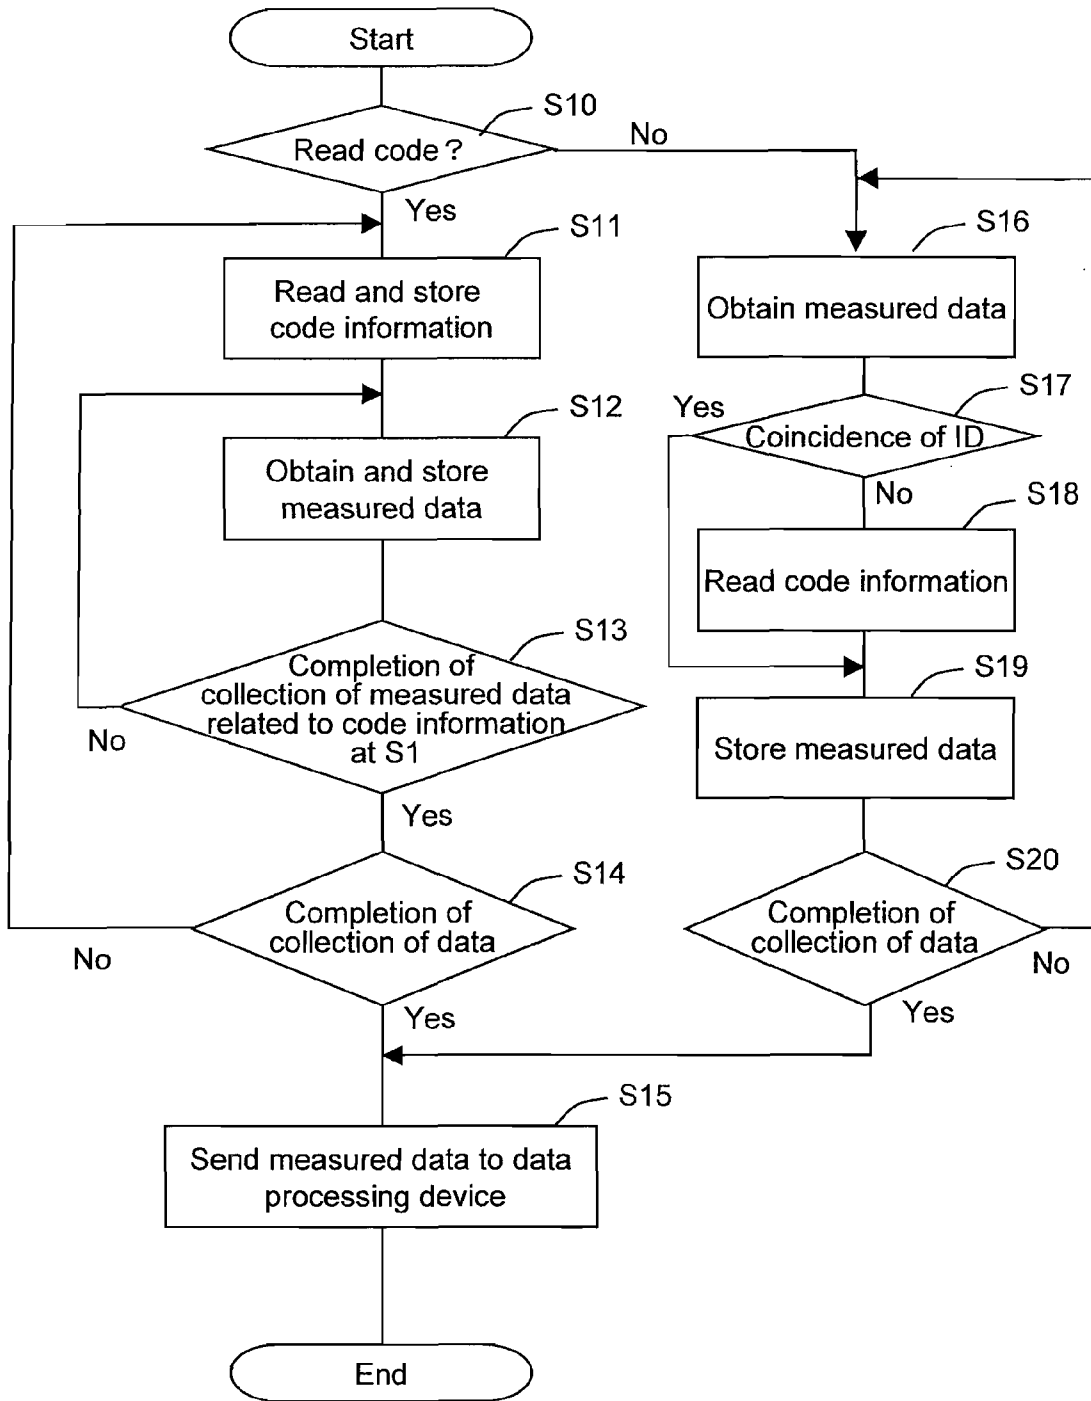 Start
S10
Read code?
No
Yes
S11
Read and store
code information
S12
Obtain and store
measured data
S13
Completion of
collection of measured data
related to code information
at S1
No
Yes
S14
Completion of
collection of data
No
Yes
S16
Obtain measured data
S17
Yes
Coincidence of ID
No
S18
Read code information
S19
Store measured data
S20
Completion of
collection of data
No
Yes
S15
Send measured data to data
processing device
End